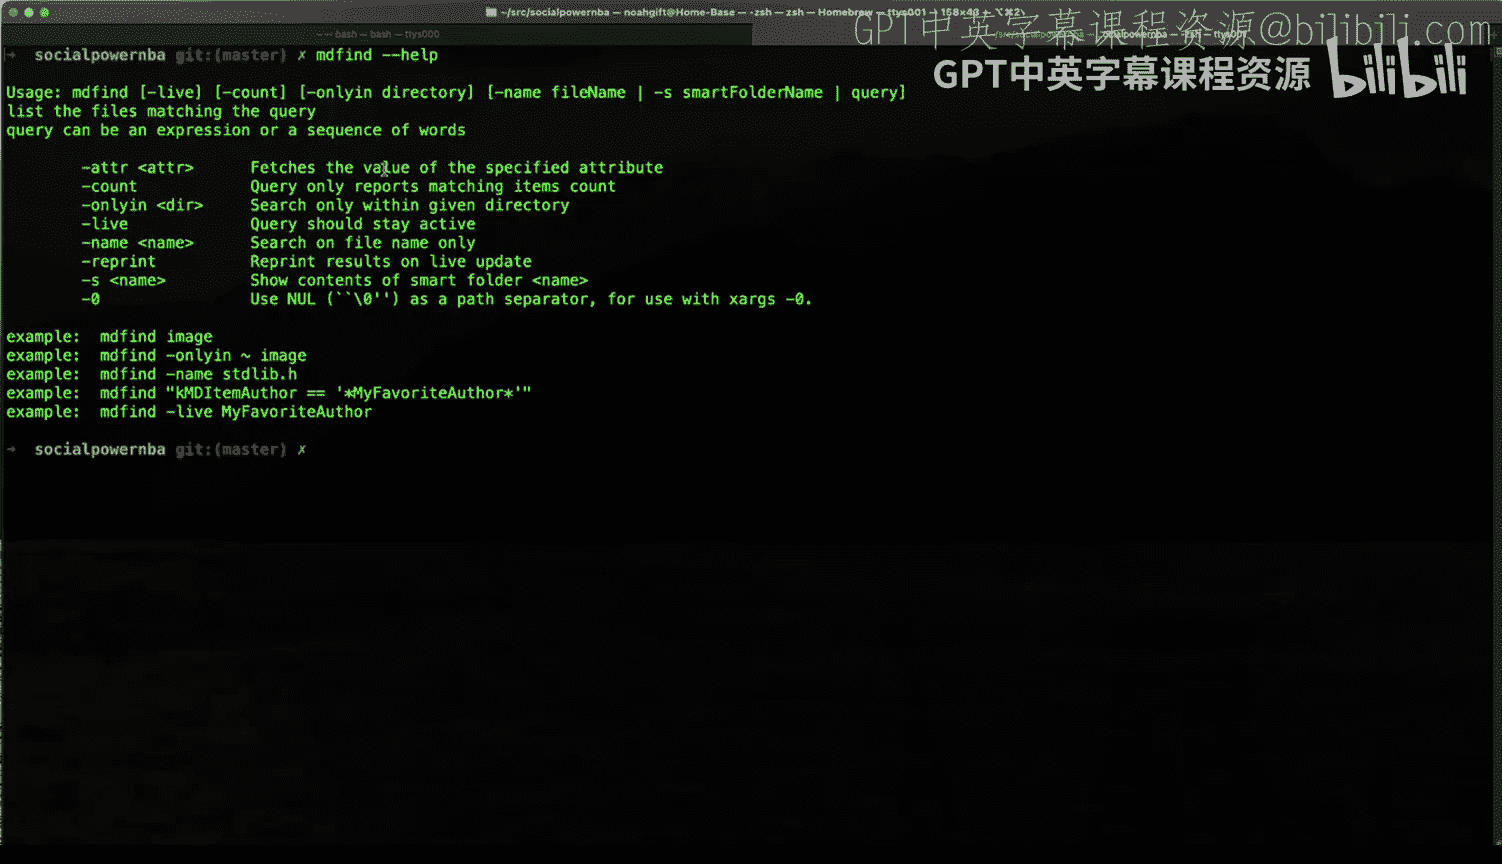 ~/src/socialpowernba — noahgift@Home-Base — -zsh — zsh — Homebrew — ttys001 — 158×48 — ⌥⌘2
~ — bash — bash — ttys000
GPT中英字幕课程资源@bilibili.com
GPT中英字幕课程资源 bilibili
→ socialpowernba git:(master) ✗ mdfind --help
Usage: mdfind [-live] [-count] [-onlyin directory] [-name fileName | -s smartFolderName | query]
list the files matching the query
query can be an expression or a sequence of words
-attr <attr> Fetches the value of the specified attribute
-count Query only reports matching items count
-onlyin <dir> Search only within given directory
-live Query should stay active
-name <name> Search on file name only
-reprint Reprint results on live update
-s <name> Show contents of smart folder <name>
-0 Use NUL (``\0'') as a path separator, for use with xargs -0.
example: mdfind image
example: mdfind -onlyin ~ image
example: mdfind -name stdlib.h
example: mdfind "kMDItemAuthor == '*MyFavoriteAuthor*'"
example: mdfind -live MyFavoriteAuthor
→ socialpowernba git:(master) ✗